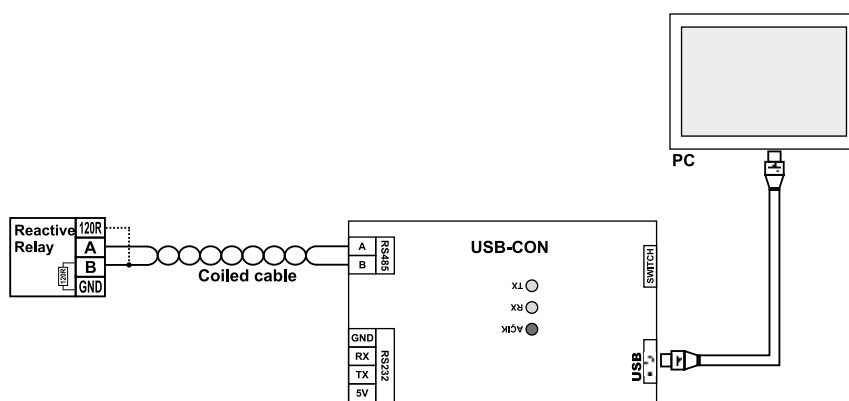 PC
Reactive
Relay
120R
A
B
GND
120R
Coiled cable
A
B
RS485
USB-CON
TX
RX
AÇIK
SWITCH
USB
GND
RX
TX
5V
RS232